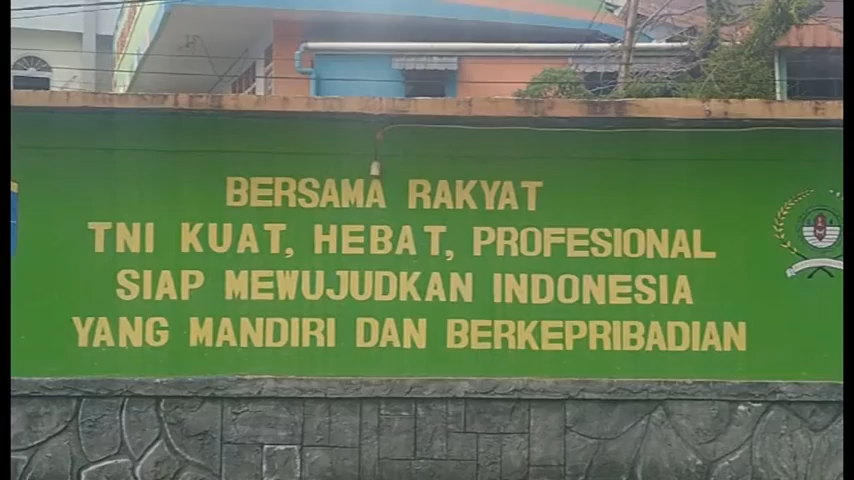 BERSAMA RAKYAT
TNI KUAT, HEBAT, PROFESIONAL
SIAP MEWUJUDKAN INDONESIA
YANG MANDIRI DAN BERKEPRIBADIAN